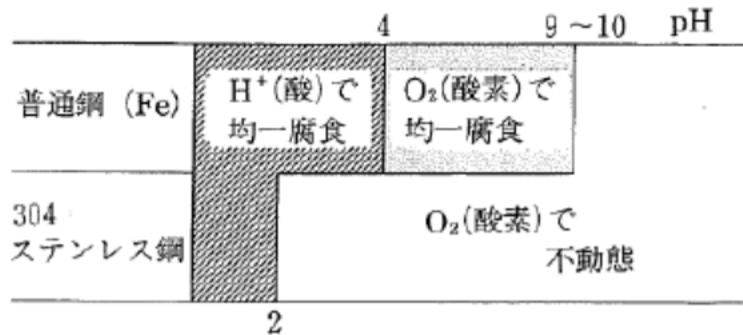 4 9～10 pH
普通鋼 (Fe)
H⁺(酸)で
均一腐食
O₂(酸素)で
均一腐食
304
ステンレス鋼
O₂(酸素)で
不動態
2